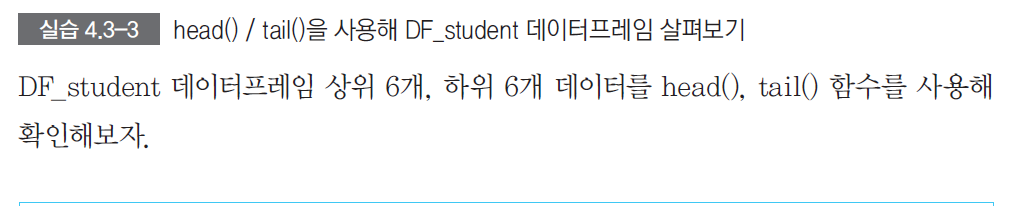 실습 4.3-3 head() / tail()을 사용해 DF_student 데이터프레임 살펴보기
DF_student 데이터프레임 상위 6개, 하위 6개 데이터를 head(), tail() 함수를 사용해
확인해보자.